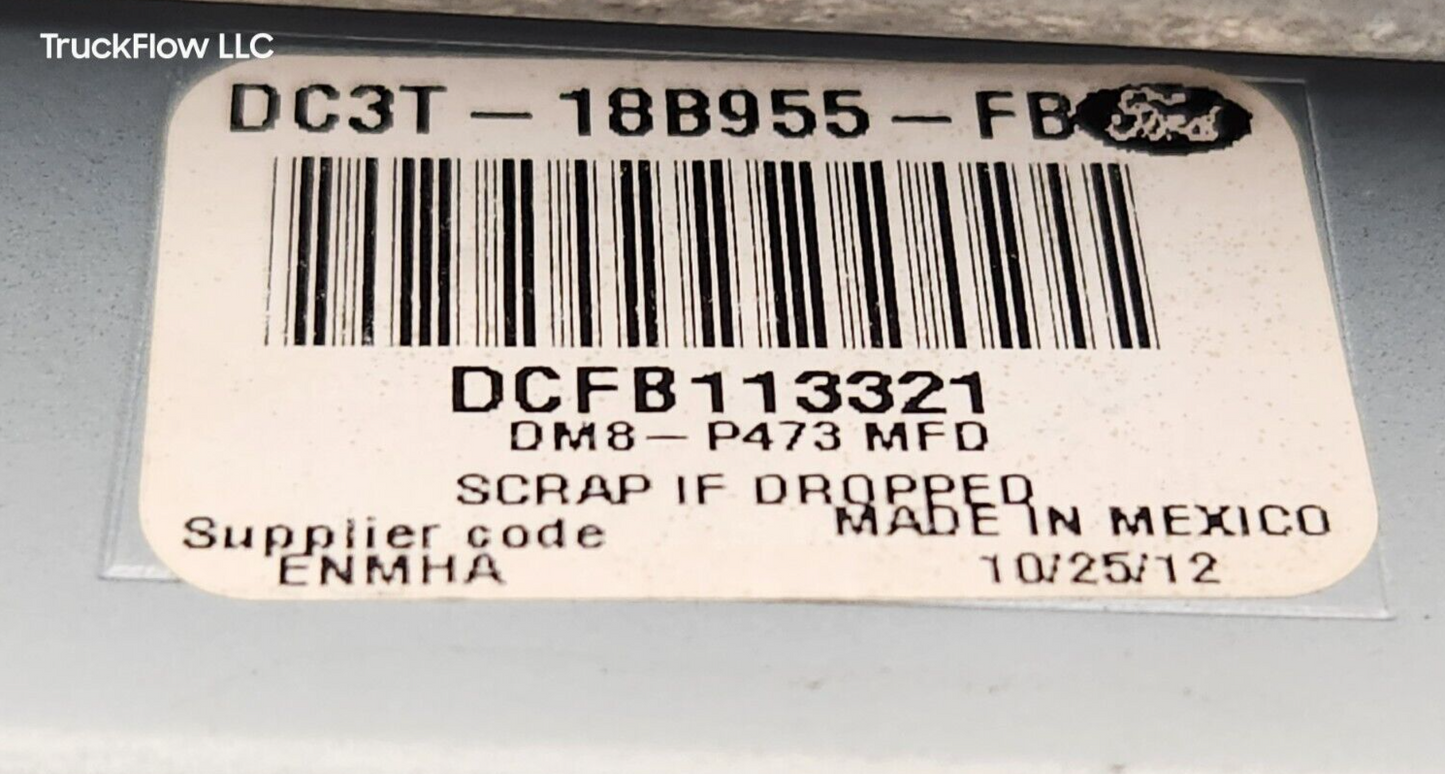 TruckFlow LLC
DC3T - 18B955 - FB Ford
DCFB113321
DM8 - P473 MFD
SCRAP IF DROPPED
MADE IN MEXICO
Supplier code
ENMHA
10/25/12